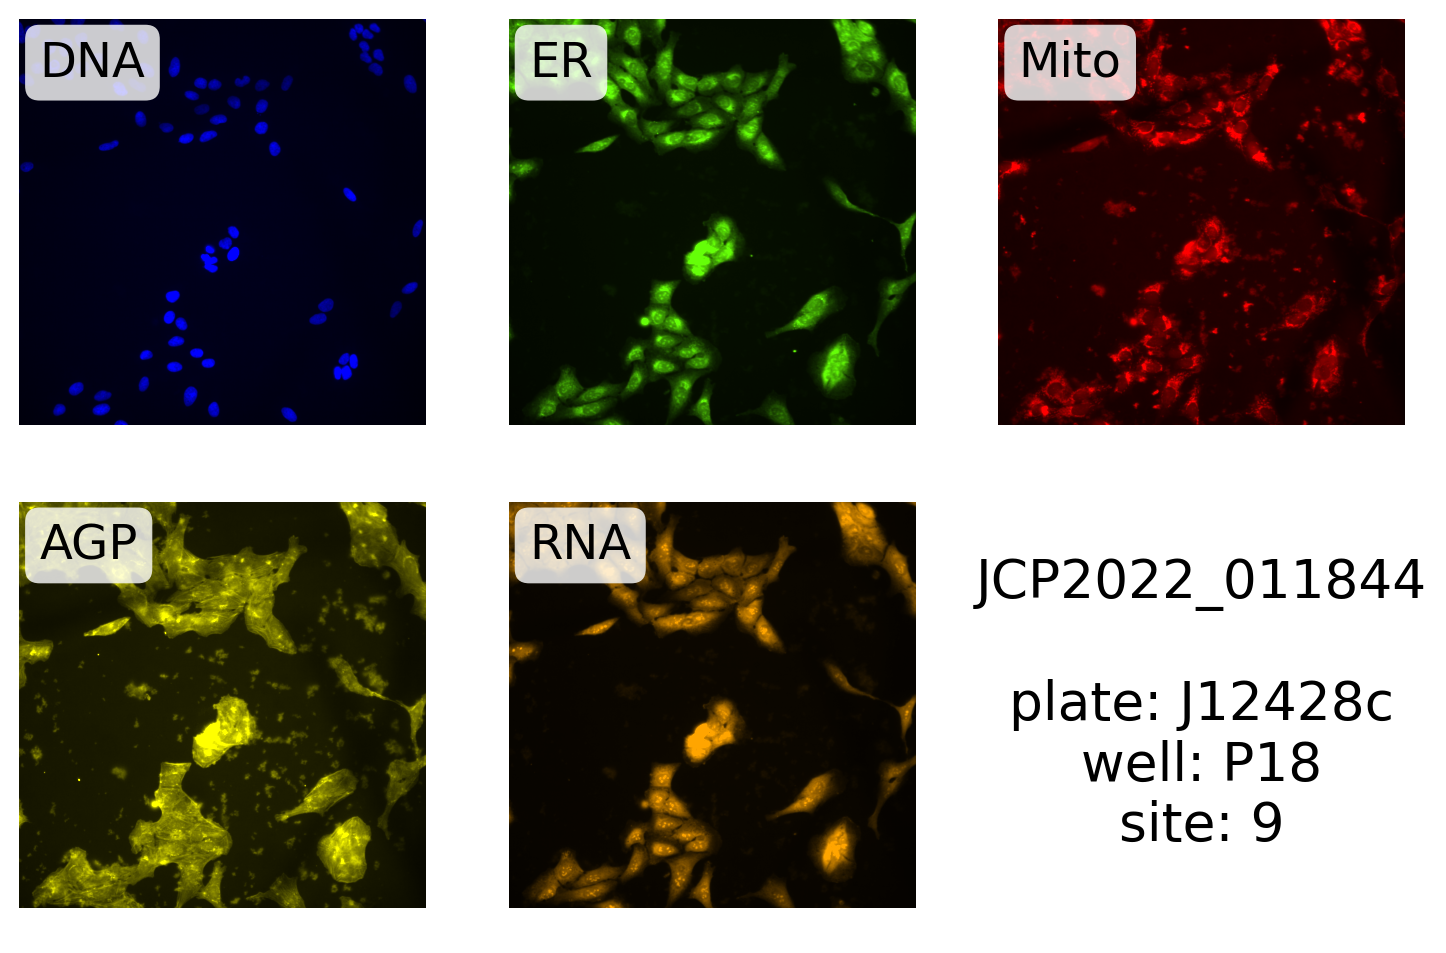 DNA
ER
Mito
AGP
RNA
JCP2022_011844
plate: J12428c
well: P18
site: 9